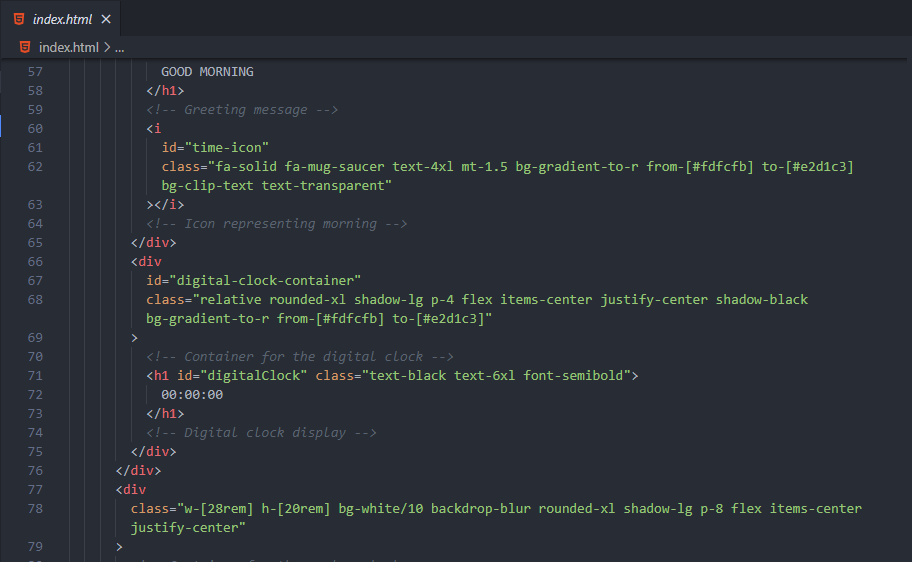 index.html ×
index.html > ...
57 GOOD MORNING
58 </h1>
59 <!-- Greeting message -->
60 <i
61 id="time-icon"
62 class="fa-solid fa-mug-saucer text-4xl mt-1.5 bg-gradient-to-r from-[#fdfcfb] to-[#e2d1c3]
bg-clip-text text-transparent"
63 ></i>
64 <!-- Icon representing morning -->
65 </div>
66 <div
67 id="digital-clock-container"
68 class="relative rounded-xl shadow-lg p-4 flex items-center justify-center shadow-black
bg-gradient-to-r from-[#fdfcfb] to-[#e2d1c3]"
69 >
70 <!-- Container for the digital clock -->
71 <h1 id="digitalClock" class="text-black text-6xl font-semibold">
72 00:00:00
73 </h1>
74 <!-- Digital clock display -->
75 </div>
76 </div>
77 <div
78 class="w-[28rem] h-[20rem] bg-white/10 backdrop-blur rounded-xl shadow-lg p-8 flex items-center
justify-center"
79 >